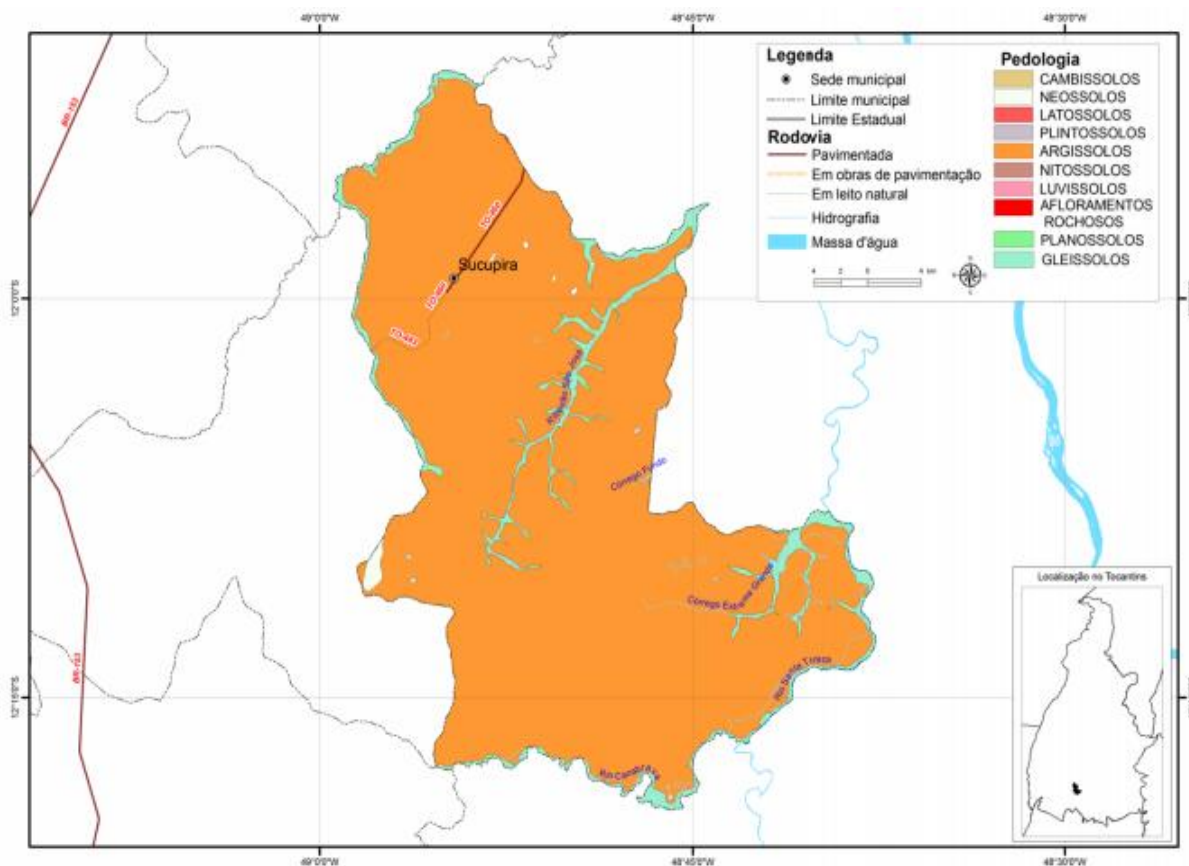 49°0'0"W
48°45'0"W
48°30'0"W
Legenda
Sede municipal
Limite municipal
Limite Estadual
Rodovia
Pavimentada
Em obras de pavimentação
Em leito natural
Hidrografia
Massa d'água
Pedologia
CAMBISSOLOS
NEOSSOLOS
LATOSSOLOS
PLINTOSSOLOS
ARGISSOLOS
NITOSSOLOS
LUVISSOLOS
AFLORAMENTOS
ROCHOSOS
PLANOSSOLOS
GLEISSOLOS
BR-153
Sucupira
12°0'0"S
Córrego Fundo
Córrego Extrema Grande
Rio Santa Tereza
BR-153
Localização no Tocantins
49°0'0"W
48°45'0"W
48°30'0"W